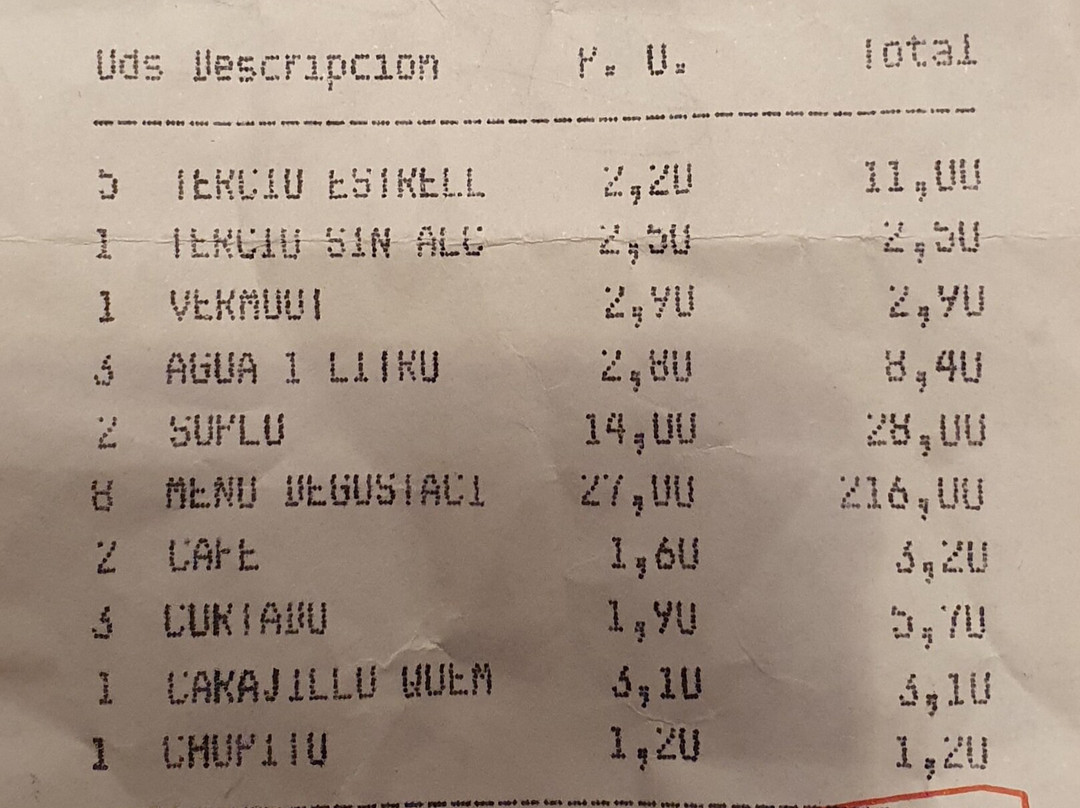 Uds Descripcion P. U. Total
5 TERCIO ESTRELL 2,20 11,00
1 TERCIO SIN ALC 2,50 2,50
1 VERMOUT 2,90 2,90
3 AGUA 1 LITRO 2,80 8,40
2 SOPLO 14,00 28,00
8 MENU DEGUSTACI 27,00 216,00
2 CAFE 1,60 3,20
3 CORTADO 1,90 5,70
1 CARAJILLO QUEM 3,10 3,10
1 CHUPITO 1,20 1,20